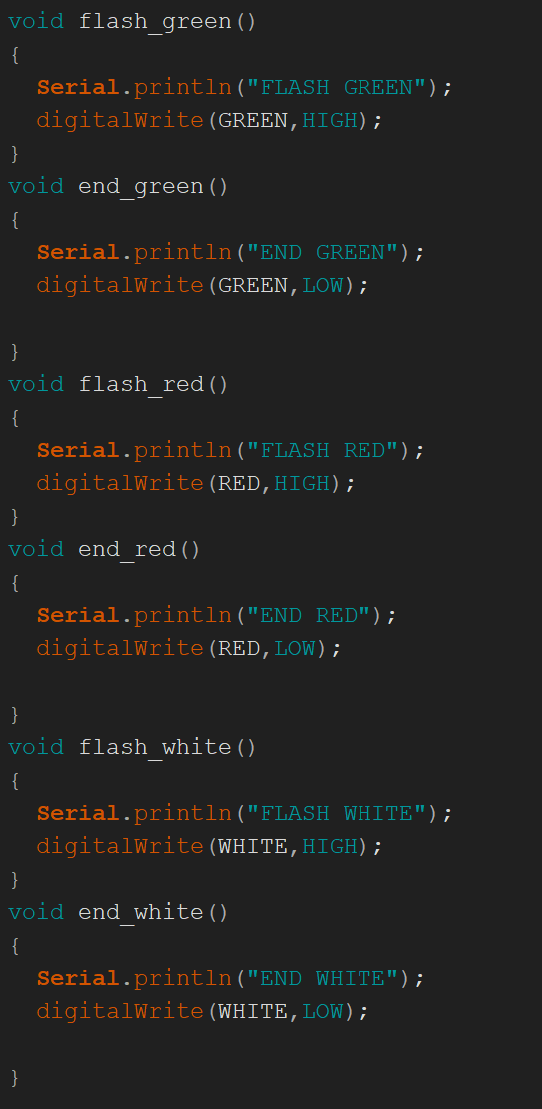 void flash_green()
{
  Serial.println("FLASH GREEN");
  digitalWrite(GREEN,HIGH);
}
void end_green()
{
  Serial.println("END GREEN");
  digitalWrite(GREEN,LOW);

}
void flash_red()
{
  Serial.println("FLASH RED");
  digitalWrite(RED,HIGH);
}
void end_red()
{
  Serial.println("END RED");
  digitalWrite(RED,LOW);

}
void flash_white()
{
  Serial.println("FLASH WHITE");
  digitalWrite(WHITE,HIGH);
}
void end_white()
{
  Serial.println("END WHITE");
  digitalWrite(WHITE,LOW);

}